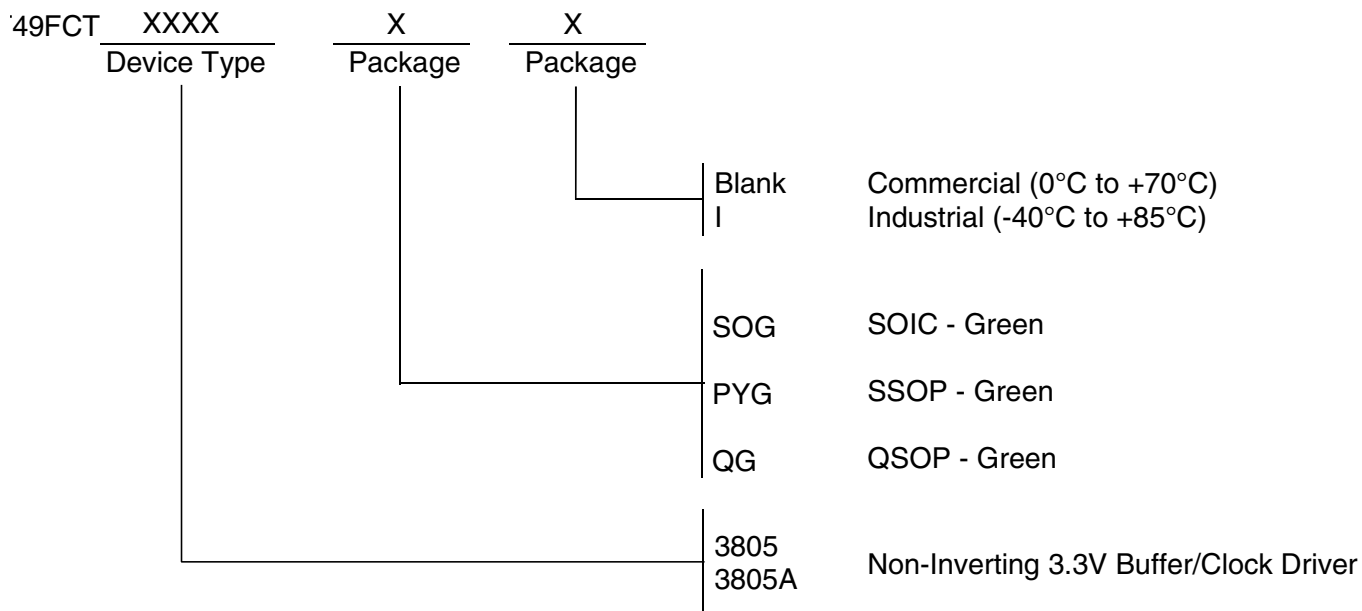 49FCT XXXX X X
Device Type Package Package
Blank Commercial (0°C to +70°C)
I Industrial (-40°C to +85°C)
SOG SOIC - Green
PYG SSOP - Green
QG QSOP - Green
3805
3805A
Non-Inverting 3.3V Buffer/Clock Driver